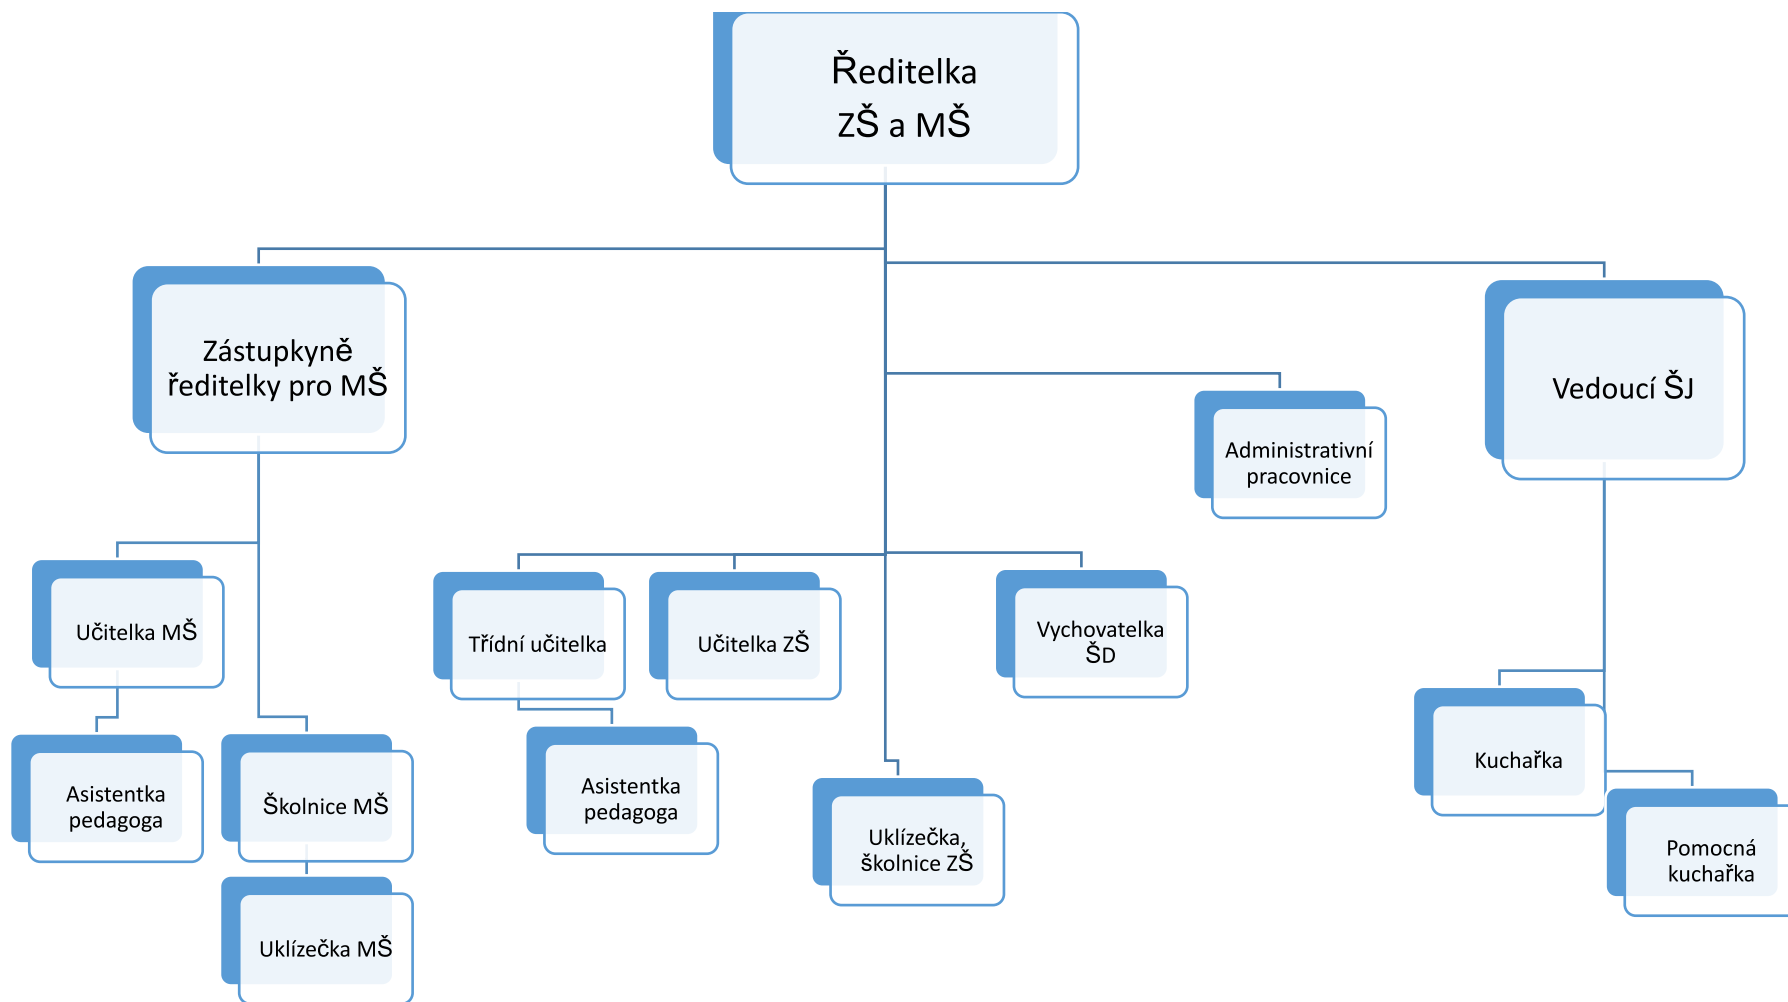 Ředitelka
ZŠ a MŠ
Zástupkyně
ředitelky pro MŠ
Vedoucí ŠJ
Administrativní
pracovnice
Učitelka MŠ
Třídní učitelka
Učitelka ZŠ
Vychovatelka
ŠD
Asistentka
pedagoga
Školnice MŠ
Asistentka
pedagoga
Uklízečka,
školnice ZŠ
Kuchařka
Pomocná
kuchařka
Uklízečka MŠ